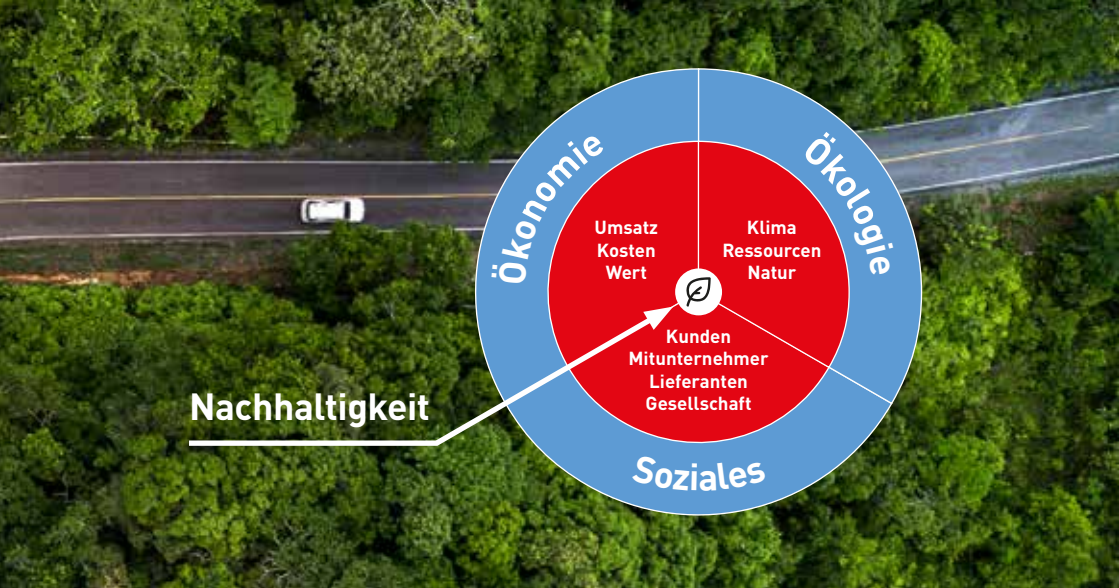 Ökonomie
Ökologie
Umsatz
Kosten
Wert
Klima
Ressourcen
Natur
Kunden
Mitunternehmer
Lieferanten
Gesellschaft
Nachhaltigkeit
Soziales